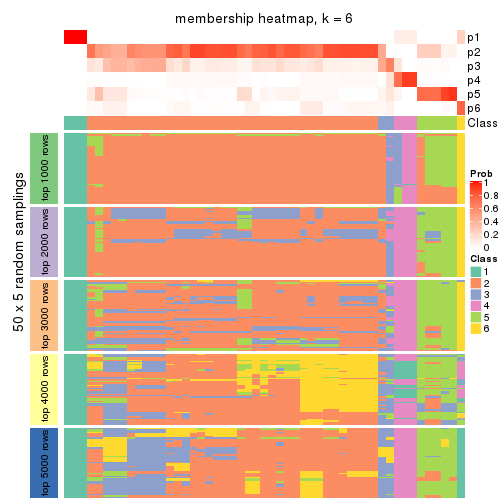 membership heatmap, k = 6
p1
p2
p3
p4
p5
p6
Class
50 x 5 random samplings
top 1000 rows
top 2000 rows
top 3000 rows
top 4000 rows
top 5000 rows
Prob
1
0.8
0.6
0.4
0.2
0
Class
1
2
3
4
5
6